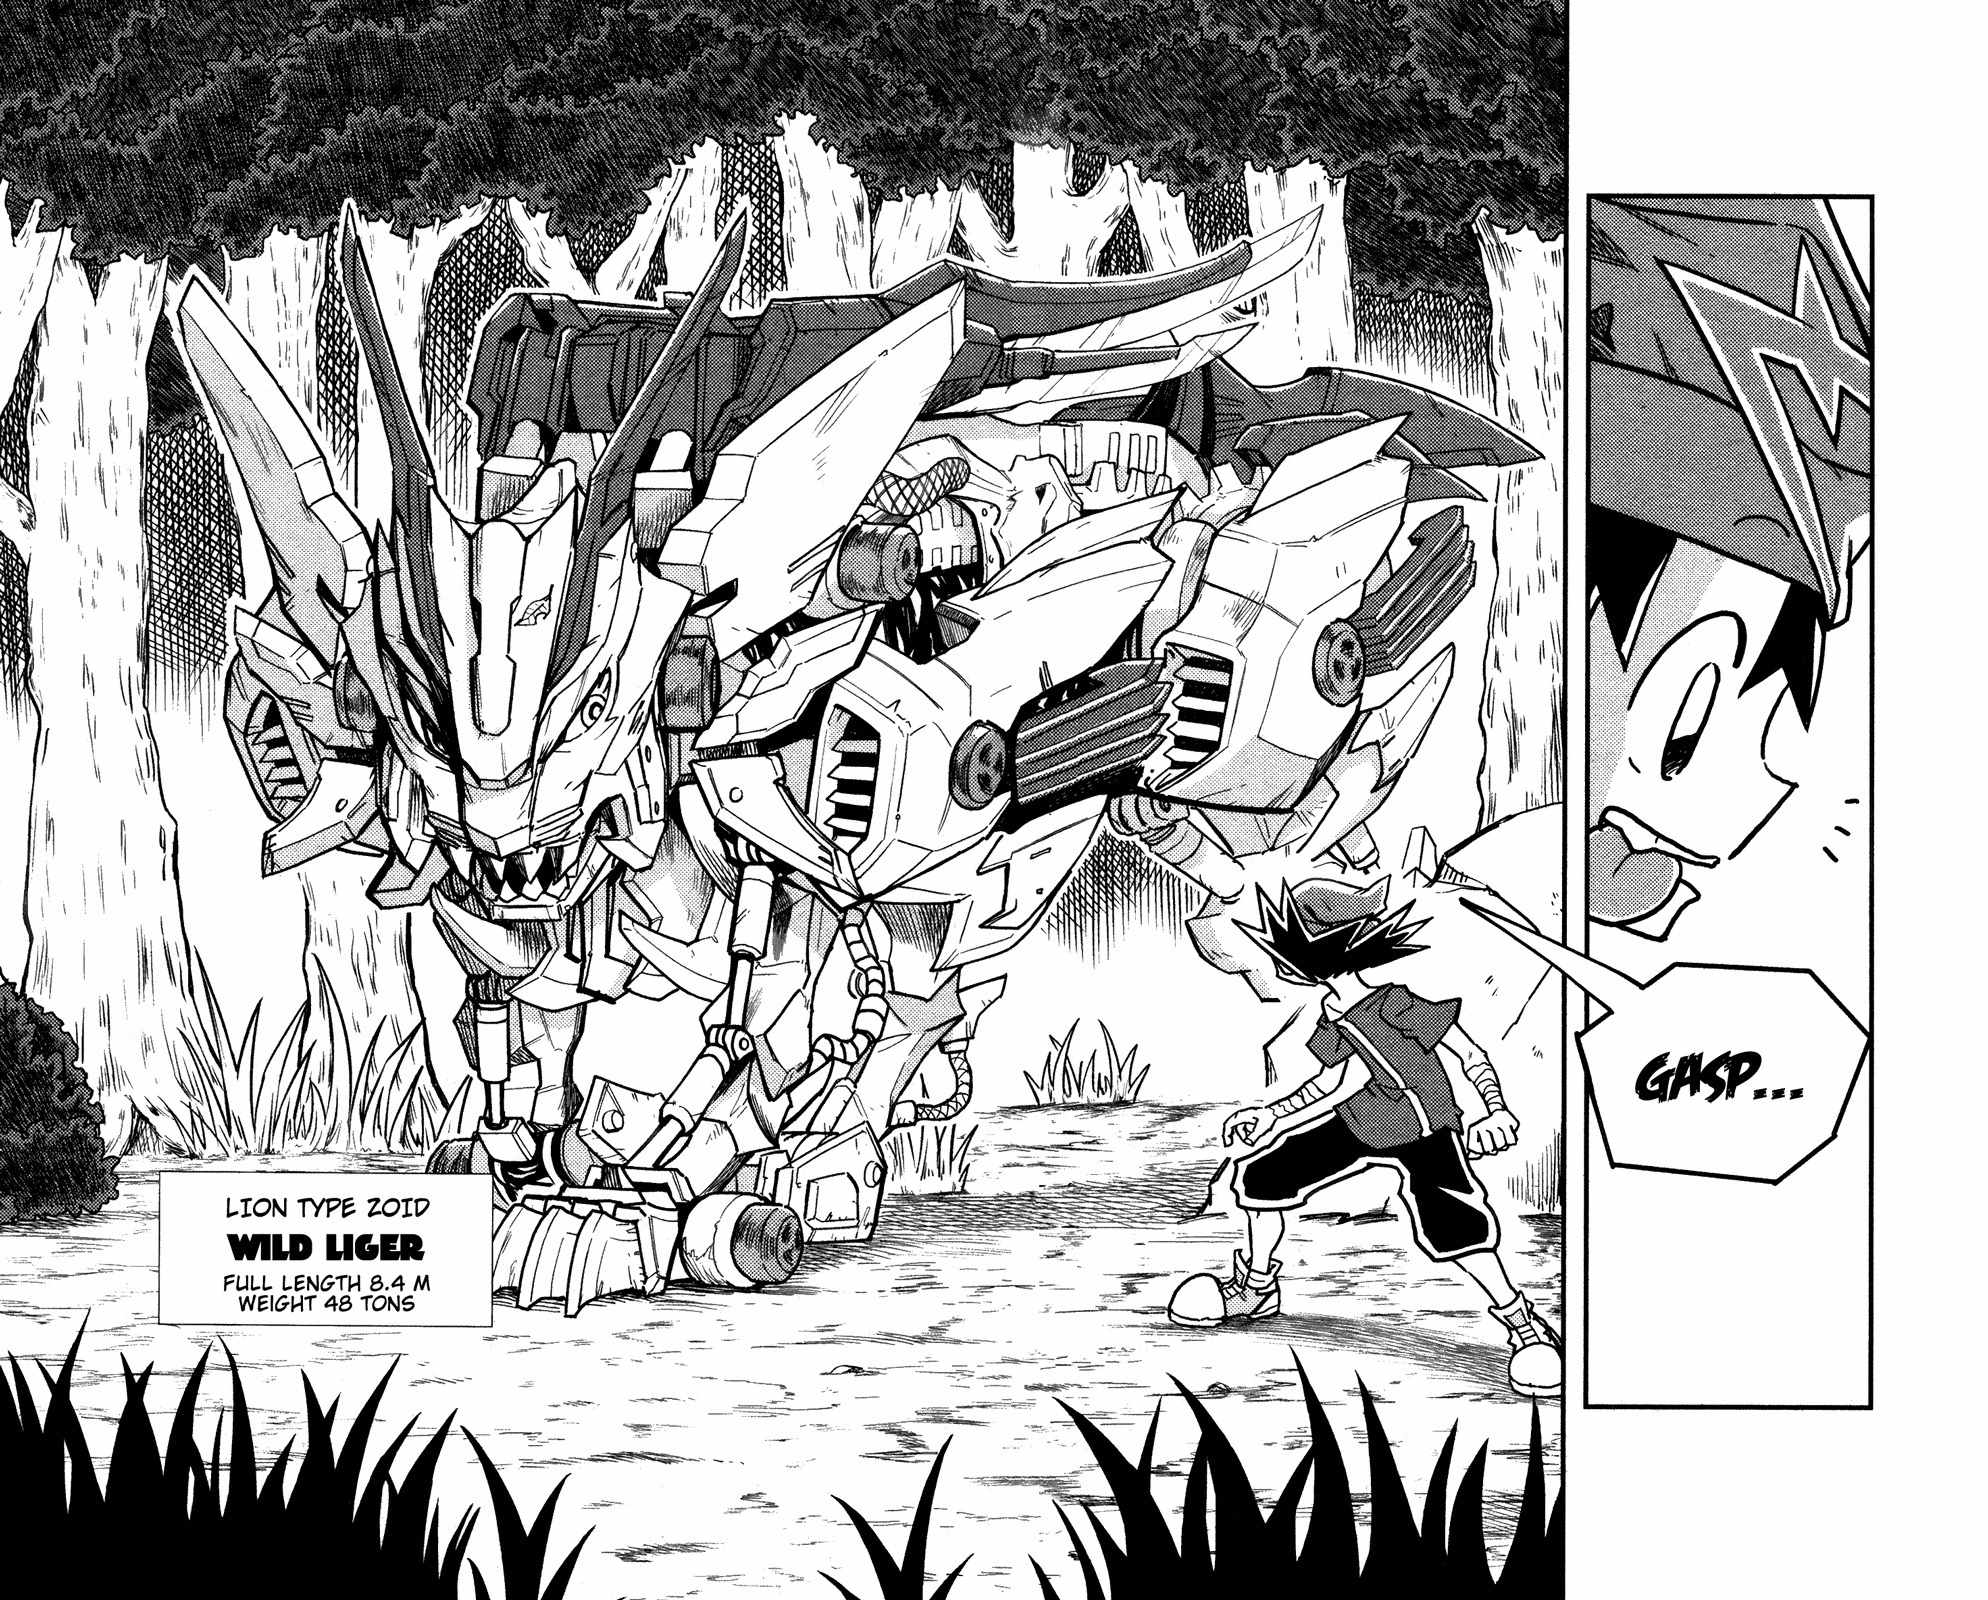 GASP...
LION TYPE ZOID
WILD LIGER
FULL LENGTH 8.4 M
WEIGHT 48 TONS